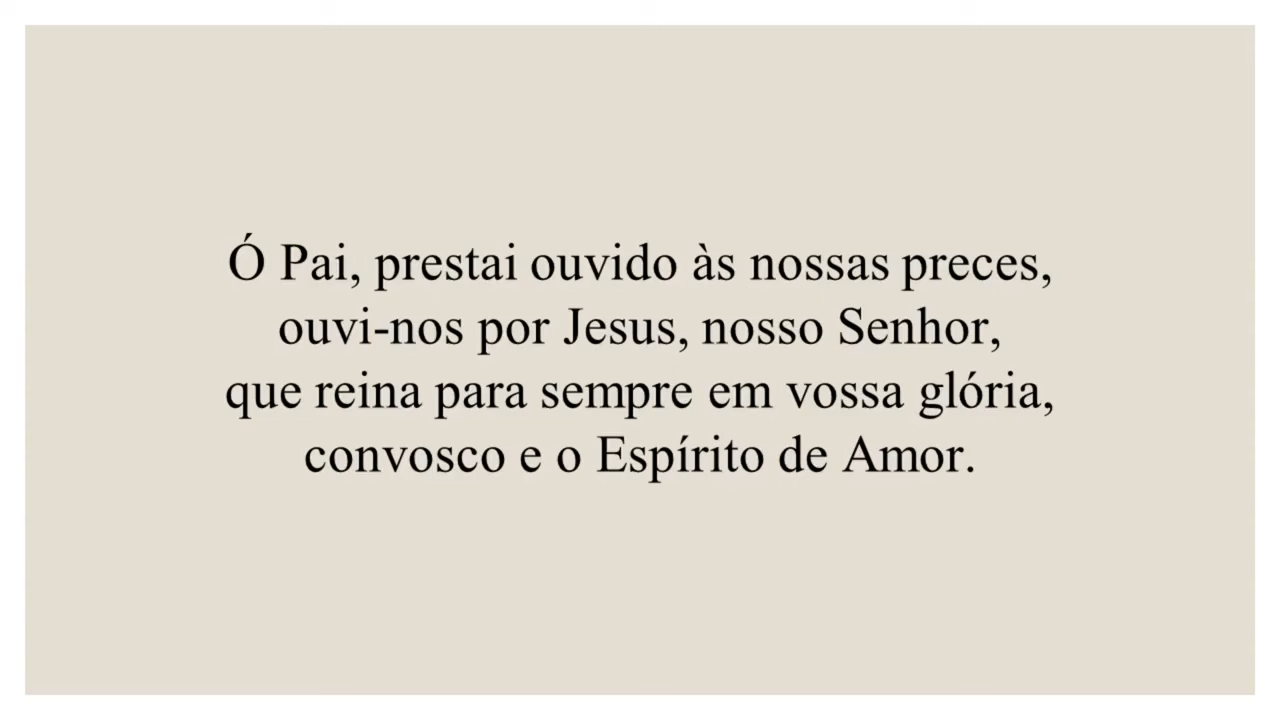 Ó Pai, prestai ouvido às nossas preces,
ouvi-nos por Jesus, nosso Senhor,
que reina para sempre em vossa glória,
convosco e o Espírito de Amor.